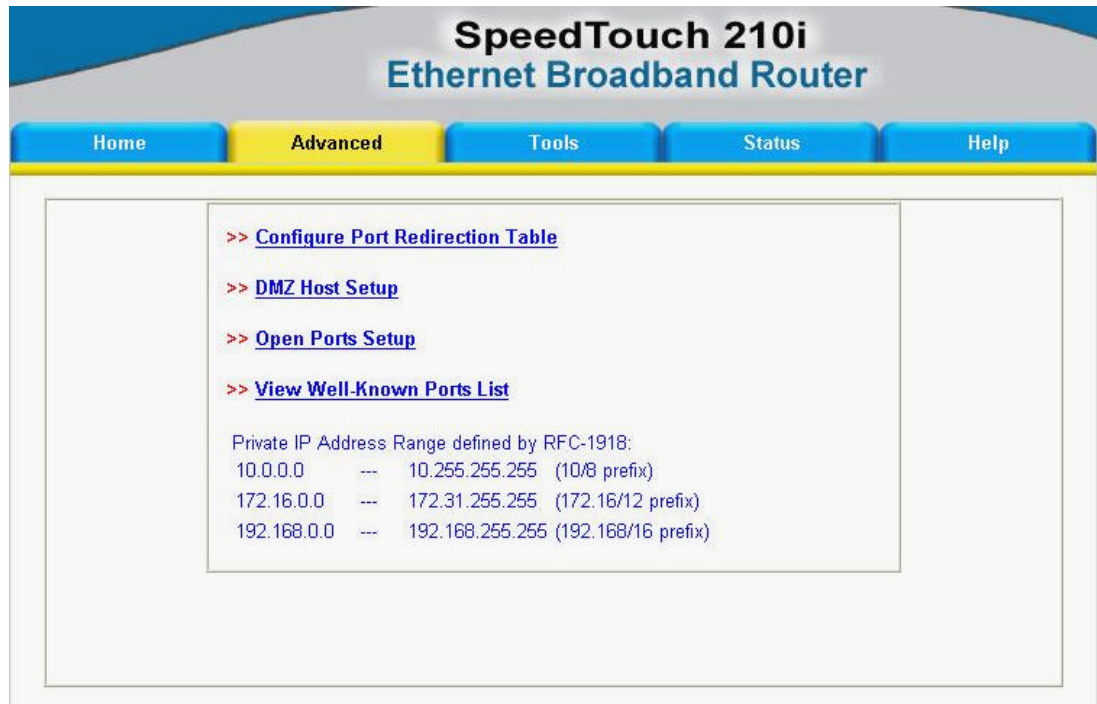 SpeedTouch 210i
Ethernet Broadband Router
Home Advanced Tools Status Help
>> Configure Port Redirection Table
>> DMZ Host Setup
>> Open Ports Setup
>> View Well-Known Ports List
Private IP Address Range defined by RFC-1918:
10.0.0.0 --- 10.255.255.255 (10/8 prefix)
172.16.0.0 --- 172.31.255.255 (172.16/12 prefix)
192.168.0.0 --- 192.168.255.255 (192.168/16 prefix)